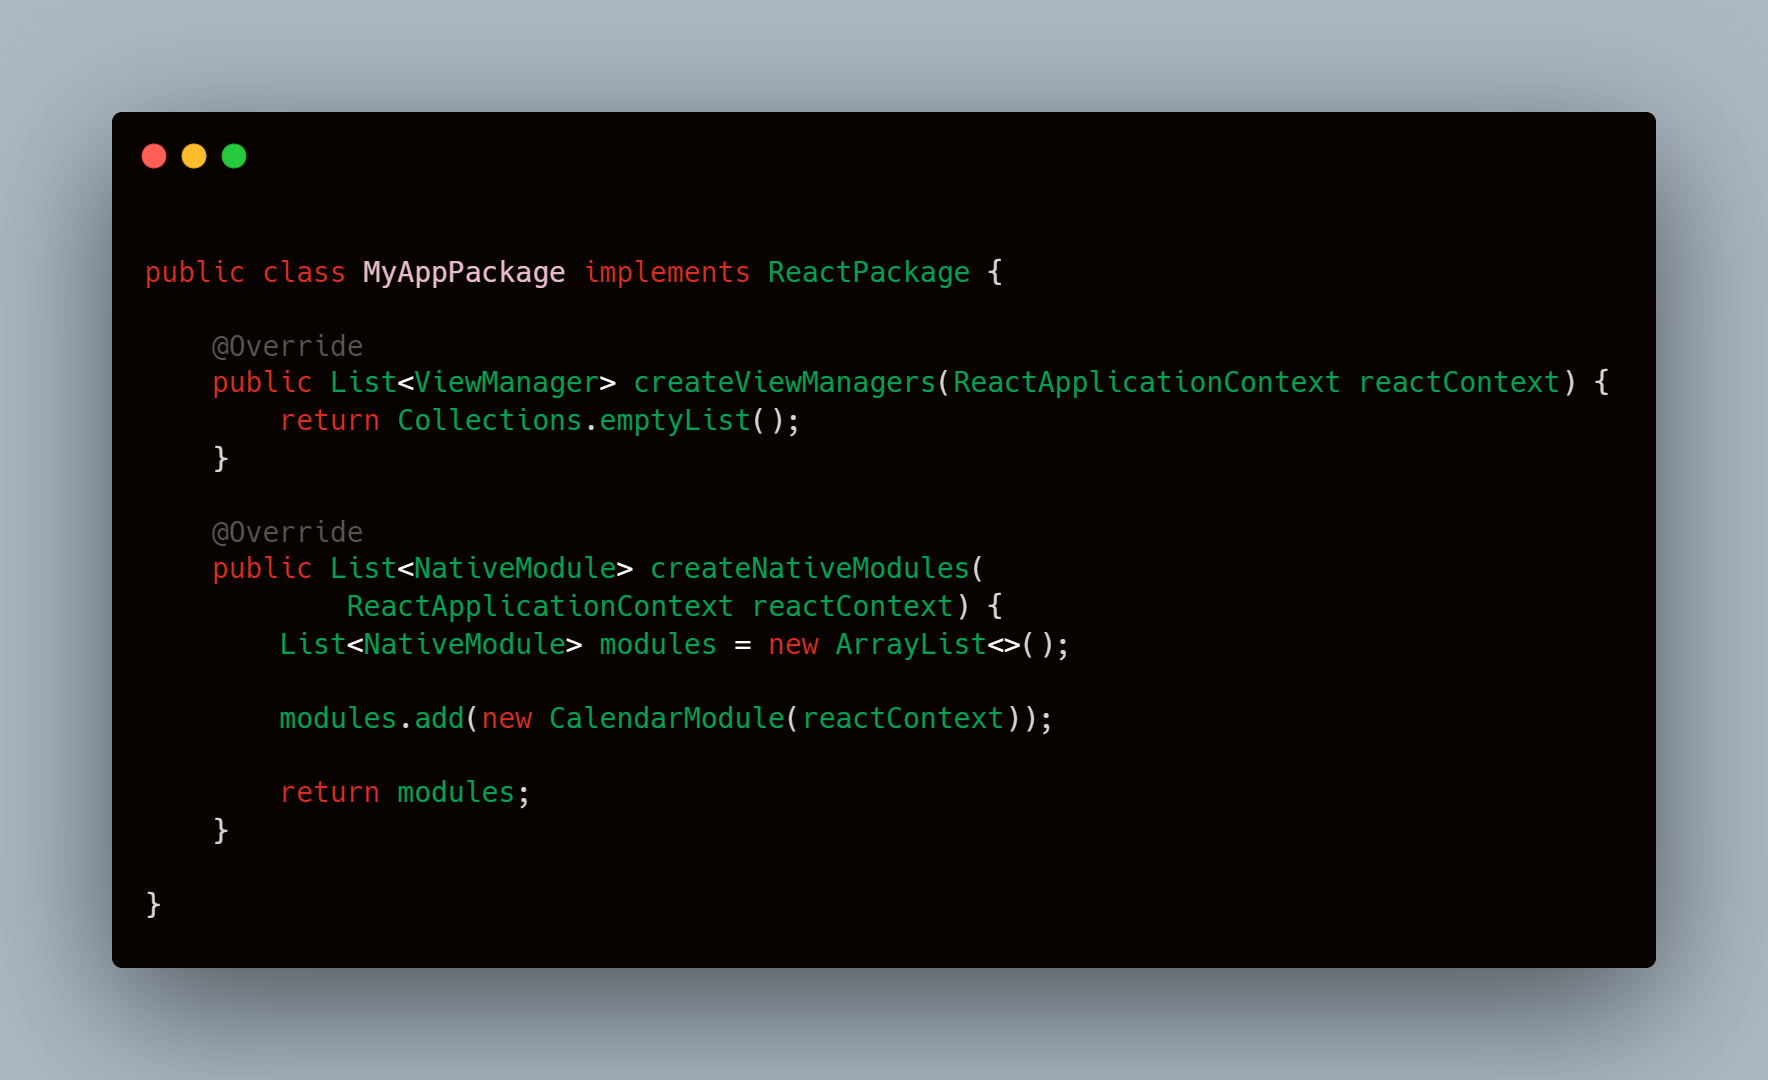 public class MyAppPackage implements ReactPackage {
@Override
public List<ViewManager> createViewManagers(ReactApplicationContext reactContext) {
return Collections.emptyList();
}
@Override
public List<NativeModule> createNativeModules(
ReactApplicationContext reactContext) {
List<NativeModule> modules = new ArrayList<>();
modules.add(new CalendarModule(reactContext));
return modules;
}
}